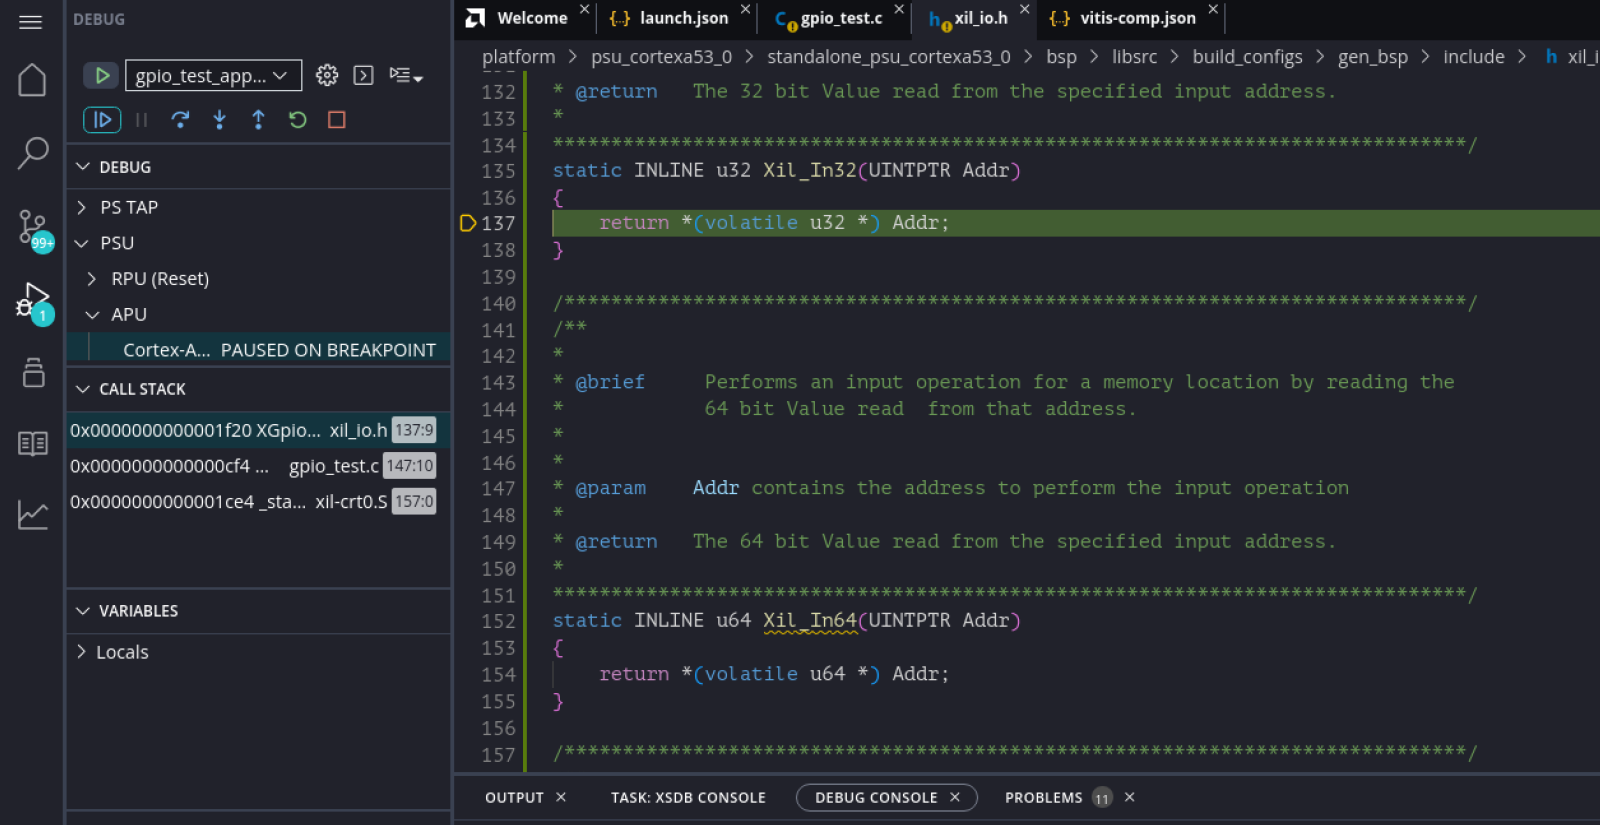 DEBUG
Welcome × {..} launch.json × C gpio_test.c × h xil_io.h × {..} vitis-comp.json ×
gpio_test_app...
platform > psu_cortexa53_0 > standalone_psu_cortexa53_0 > bsp > libsrc > build_configs > gen_bsp > include > h xil_i
DEBUG
PS TAP
PSU
RPU (Reset)
APU
Cortex-A... PAUSED ON BREAKPOINT
99+
1
CALL STACK
0x0000000000001f20 XGpio... xil_io.h 137:9
0x0000000000000cf4 ... gpio_test.c 147:10
0x0000000000001ce4 _sta... xil-crt0.S 157:0
VARIABLES
Locals
132 * @return   The 32 bit Value read from the specified input address.
133 *
134 ******************************************************************************/
135 static INLINE u32 Xil_In32(UINTPTR Addr)
136 {
137     return *(volatile u32 *) Addr;
138 }
139
140 /*****************************************************************************/
141 /**
142 *
143 * @brief     Performs an input operation for a memory location by reading the
144 *            64 bit Value read  from that address.
145 *
146 *
147 * @param    Addr contains the address to perform the input operation
148 *
149 * @return   The 64 bit Value read from the specified input address.
150 *
151 ******************************************************************************/
152 static INLINE u64 Xil_In64(UINTPTR Addr)
153 {
154     return *(volatile u64 *) Addr;
155 }
156
157 /*****************************************************************************/
OUTPUT × TASK: XSDB CONSOLE DEBUG CONSOLE × PROBLEMS 11 ×